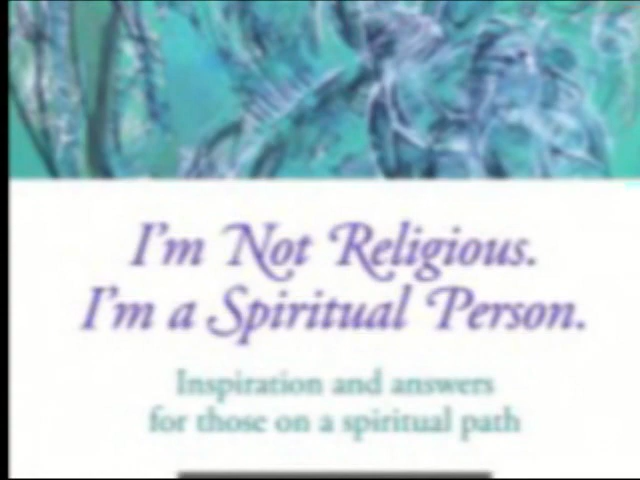 I'm Not Religious.
I'm a Spiritual Person.
Inspiration and answers
for those on a spiritual path